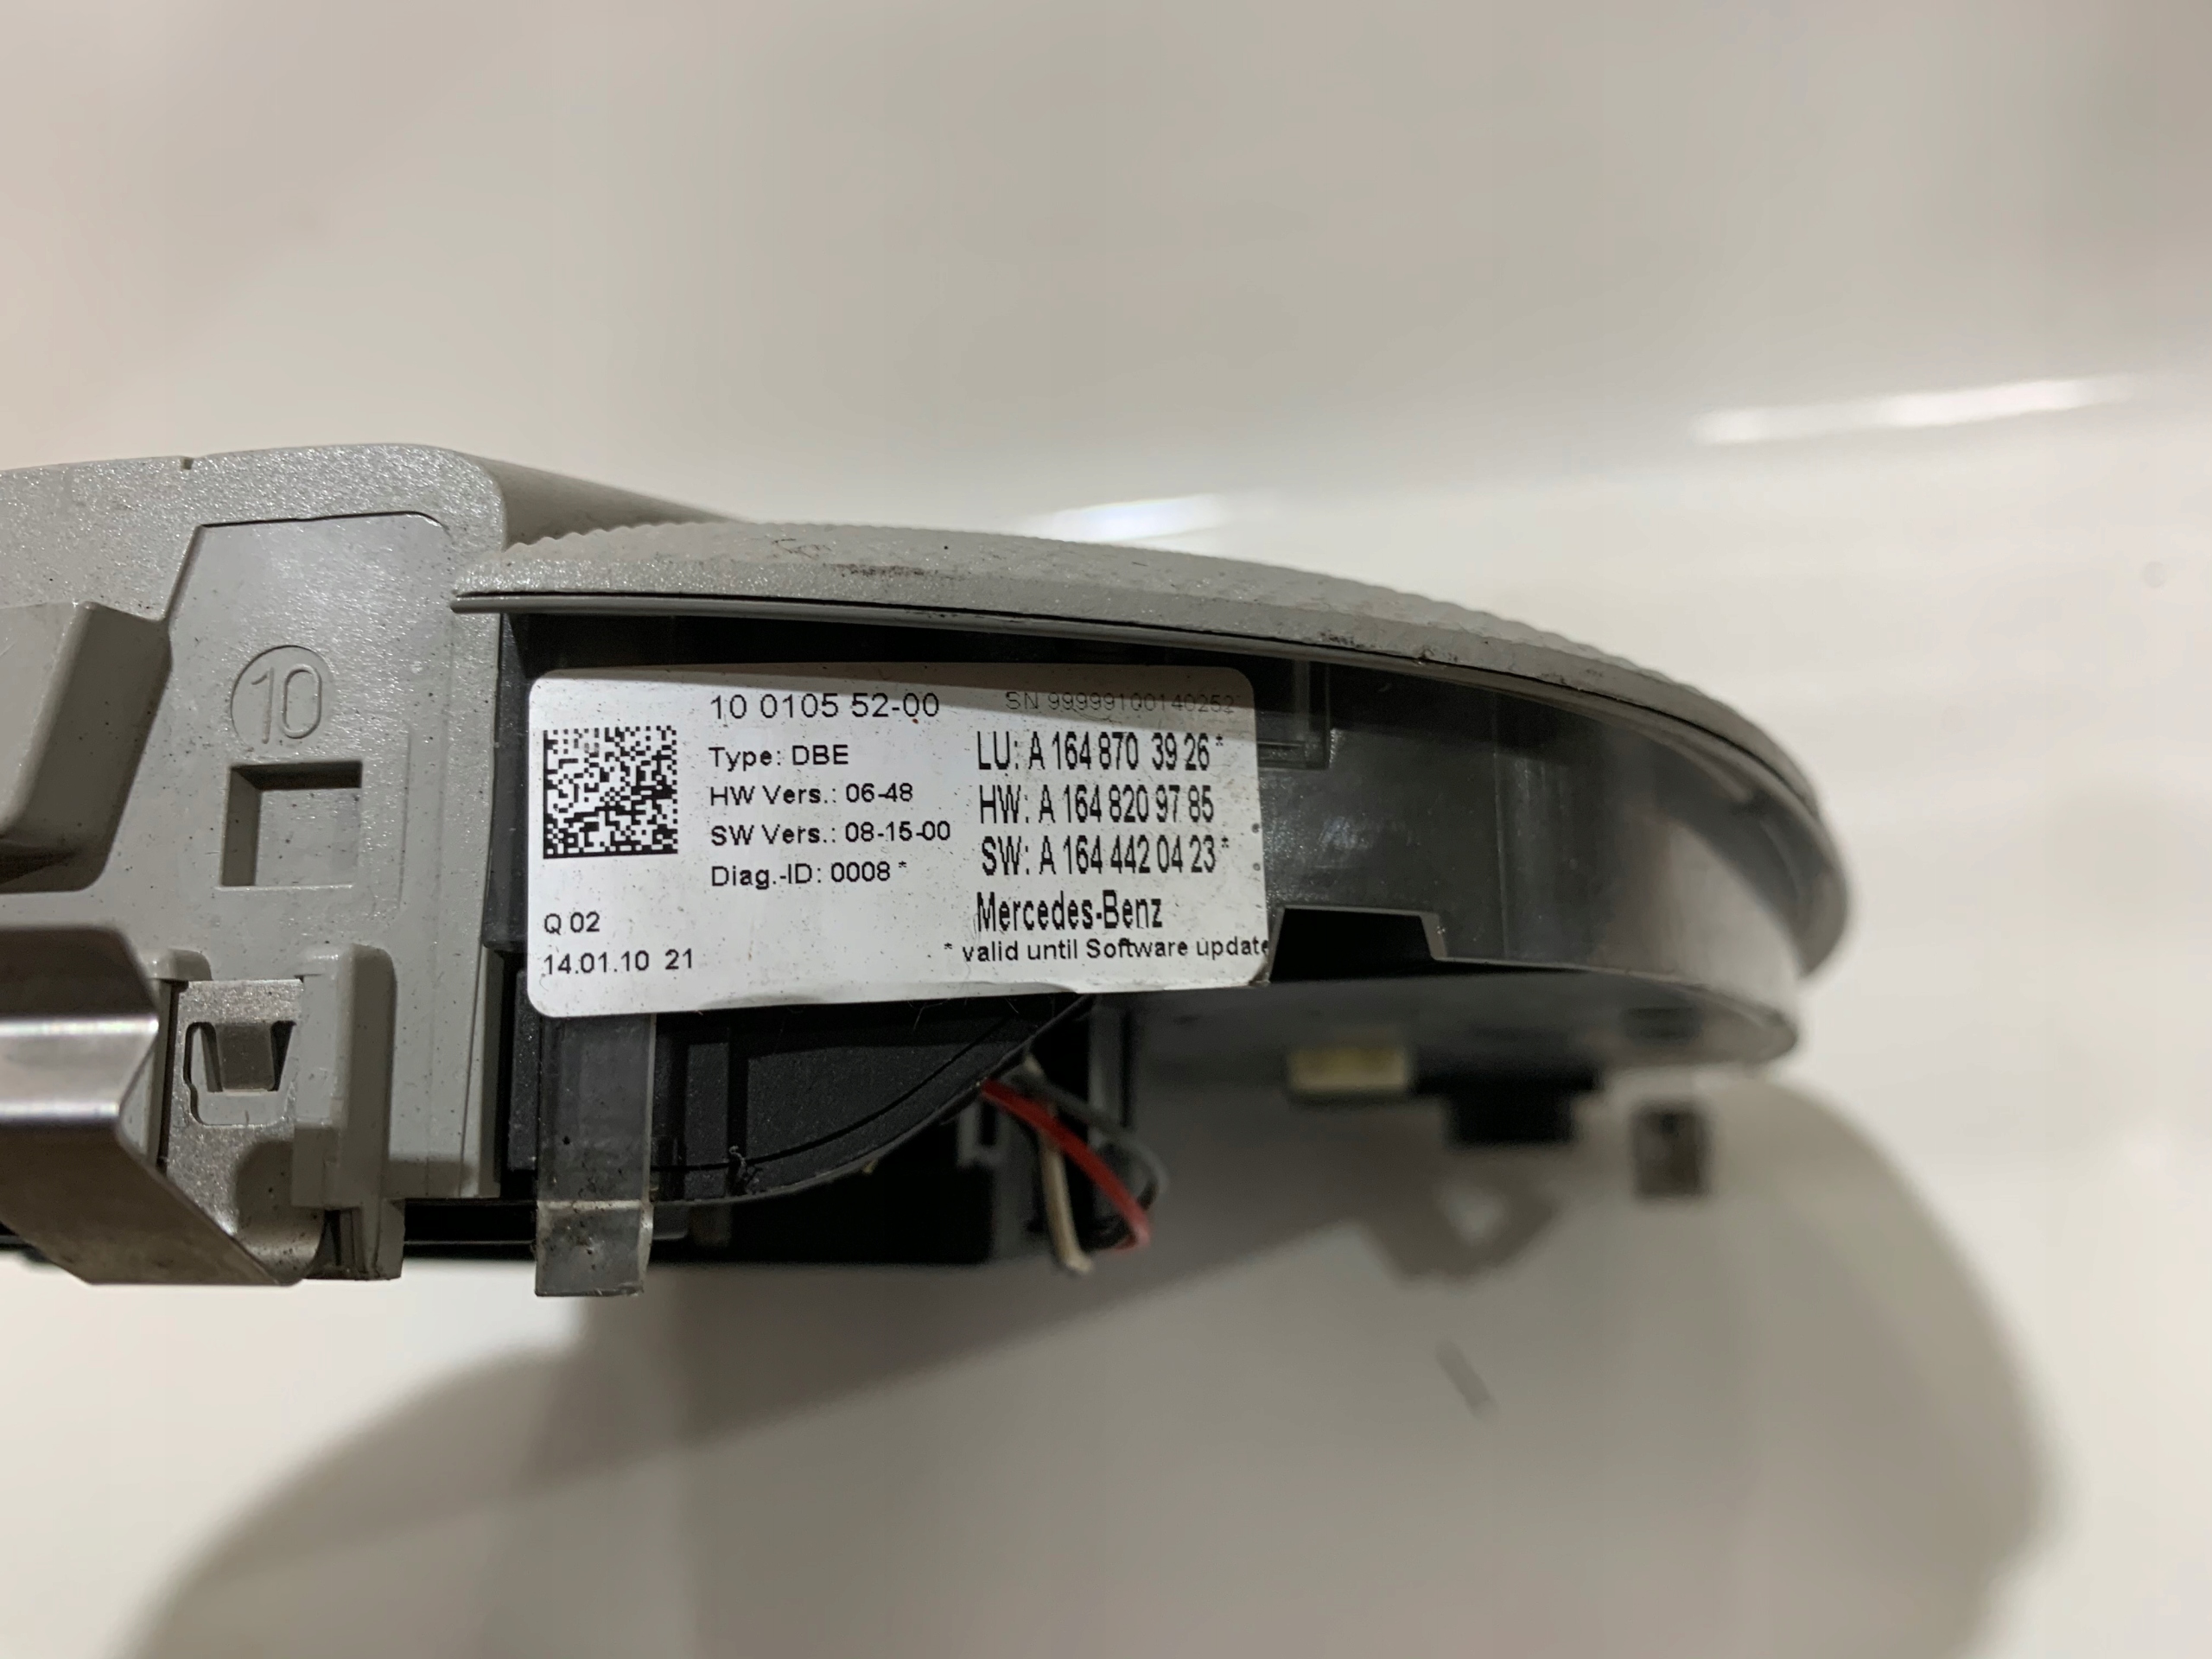 10
10 0105 52-00
SN 99999100140252
Type: DBE
HW Vers.: 06-48
SW Vers.: 08-15-00
Diag.-ID: 0008 *
LU: A 164 870 39 26 *
HW: A 164 820 97 85
SW: A 164 442 04 23 *
Mercedes-Benz
* valid until Software update
Q 02
14.01.10 21